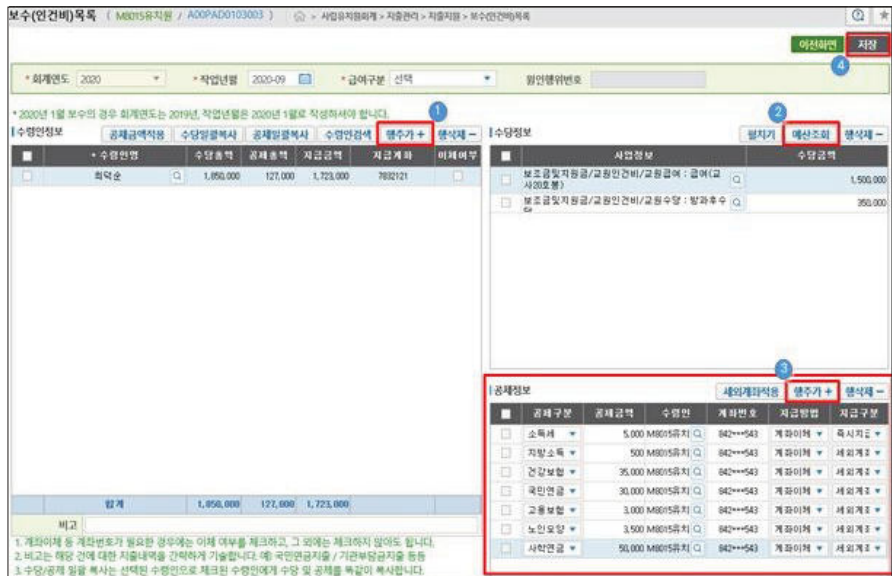 보수(인건비)목록 ( M8015유치원 / A00PAD0103003 ) > 사립유치원회계 > 지출관리 > 지출지원 > 보수(인건비)목록
이전화면 저장
4
* 회계연도 2020 * 작업년월 2020-09 * 급여구분 선택 원인행위번호
* 2020년 1월 보수의 경우 회계연도는 2019년, 작업년월은 2020년 1월로 작성하셔야 합니다.
1
2
수령인정보 공제금액적용 수당일괄복사 공제일괄복사 수령인검색 행추가 + 행삭제 -
* 수령인명 수당총액 공제총액 지급금액 지급계좌 이체여부
최덕순 1,850,000 127,000 1,723,000 7832121
합계 1,850,000 127,000 1,723,000
비고
1. 계좌이체 등 계좌번호가 필요한 경우에는 이체 여부를 체크하고, 그 외에는 체크하지 않아도 됩니다.
2. 비고는 해당 건에 대한 지출내역을 간략하게 기술합니다. 예) 국민연금지출 / 기관부담금지출 등등
3. 수당/공제 일괄 복사는 선택된 수령인으로 체크된 수령인에게 수당 및 공제를 똑같이 복사합니다.
수당정보 펼치기 예산조회 행삭제 -
사업정보 수당금액
보조금및지원금/교원인건비/교원급여 : 급여(교사20호봉) 1,500,000
보조금및지원금/교원인건비/교원수당 : 방과후수당 350,000
3
공제정보 세외계좌적용 행추가 + 행삭제 -
공제구분 공제금액 수령인 계좌번호 지급방법 지급구분
소득세 5,000 M8015유치 842***543 계좌이체 즉시지급
지방소득 500 M8015유치 842***543 계좌이체 세외계좌
건강보험 35,000 M8015유치 842***543 계좌이체 세외계좌
국민연금 30,000 M8015유치 842***543 계좌이체 세외계좌
고용보험 3,000 M8015유치 842***543 계좌이체 세외계좌
노인요양 3,500 M8015유치 842***543 계좌이체 세외계좌
사학연금 50,000 M8015유치 842***543 계좌이체 세외계좌